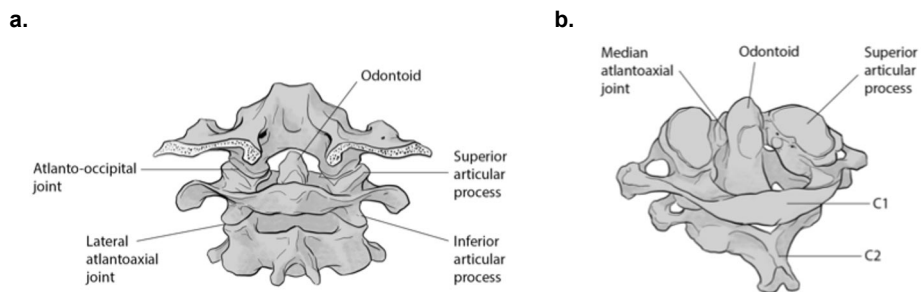 a.
Odontoid
Atlanto-occipital
joint
Superior
articular
process
Lateral
atlantoaxial
joint
Inferior
articular
process
b.
Median
atlantoaxial
joint
Odontoid
Superior
articular
process
C1
C2